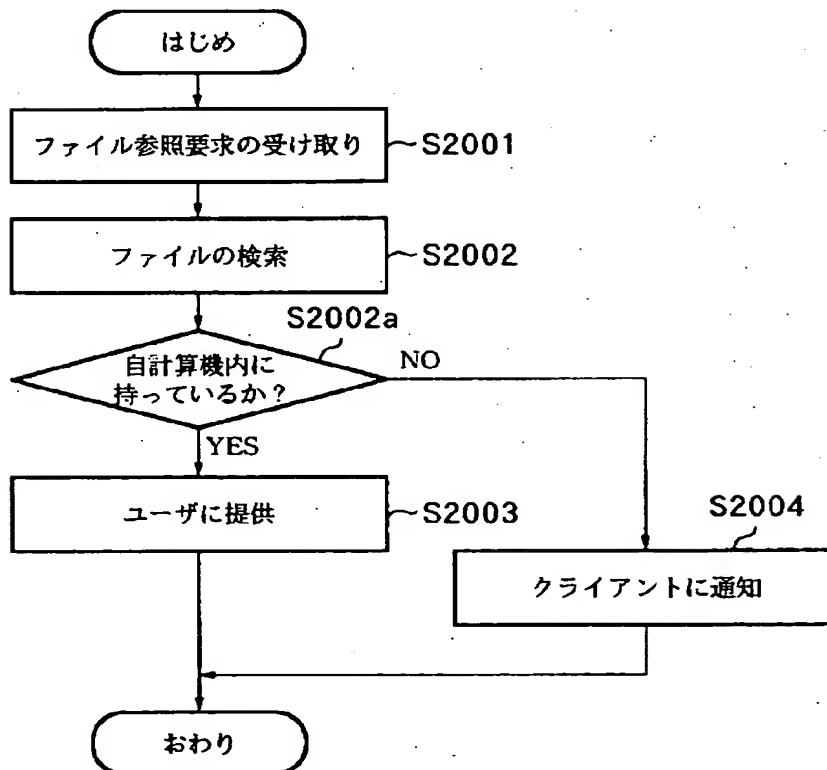 はじめ
ファイル参照要求の受け取り
S2001
ファイルの検索
S2002
S2002a
自計算機内に
持っているか?
NO
YES
ユーザに提供
S2003
S2004
クライアントに通知
おわり